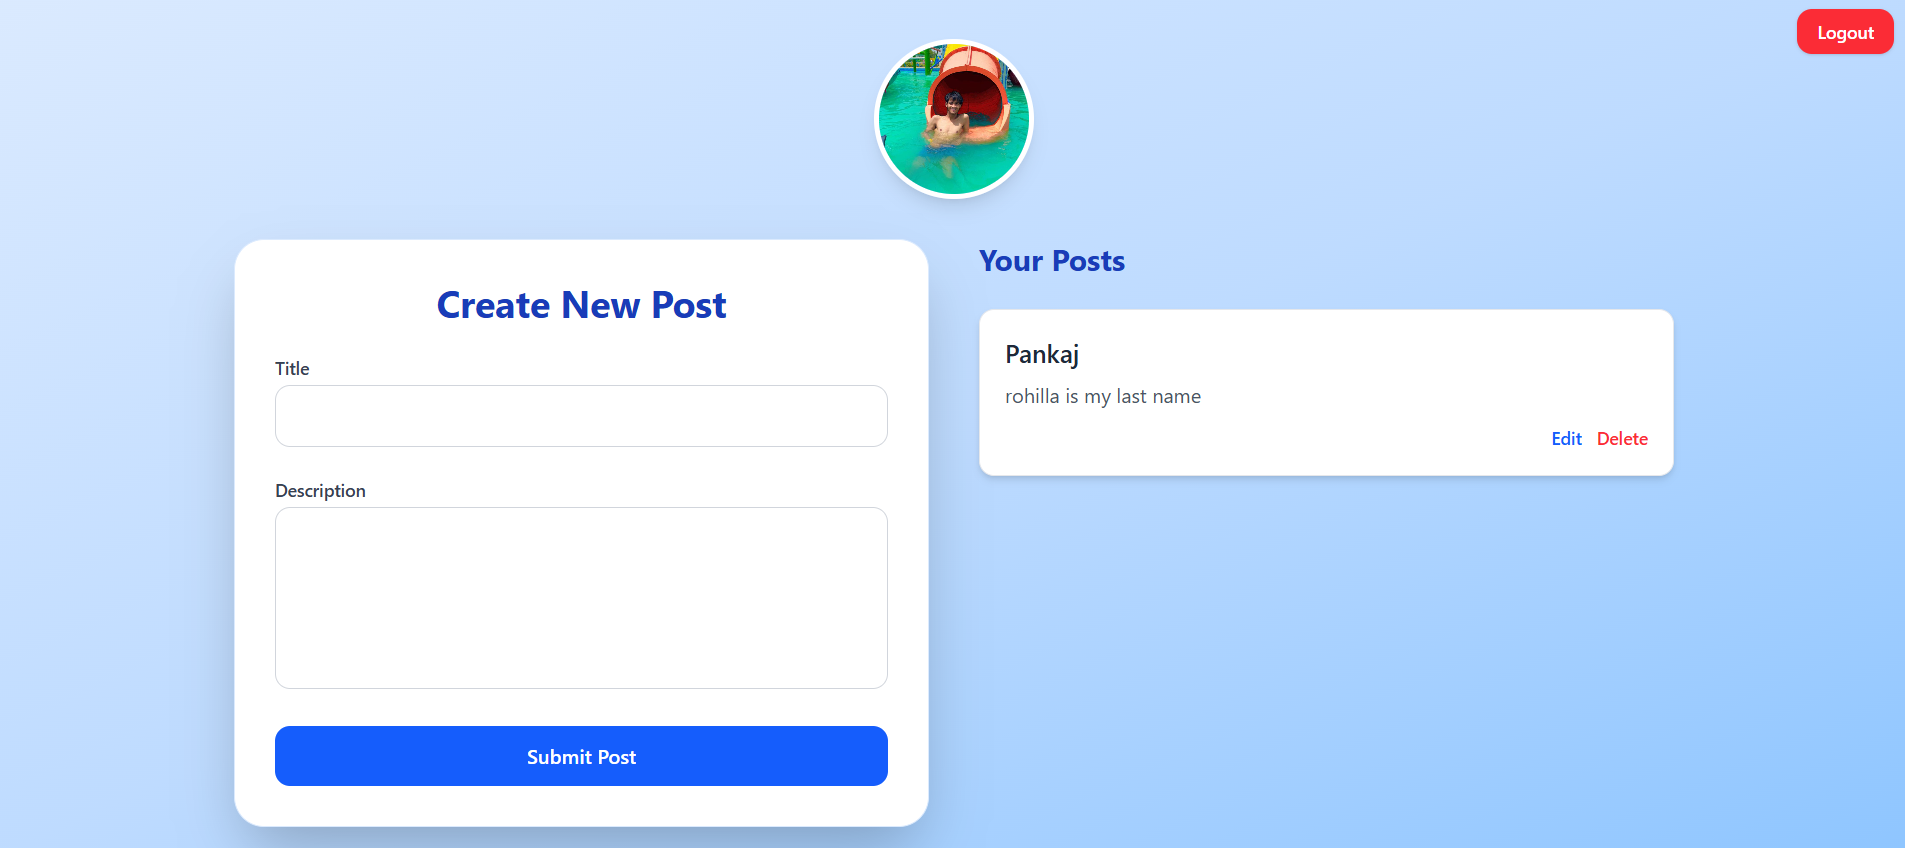 Logout
Create New Post
Title
Description
Submit Post
Your Posts
Pankaj
rohilla is my last name
Edit Delete